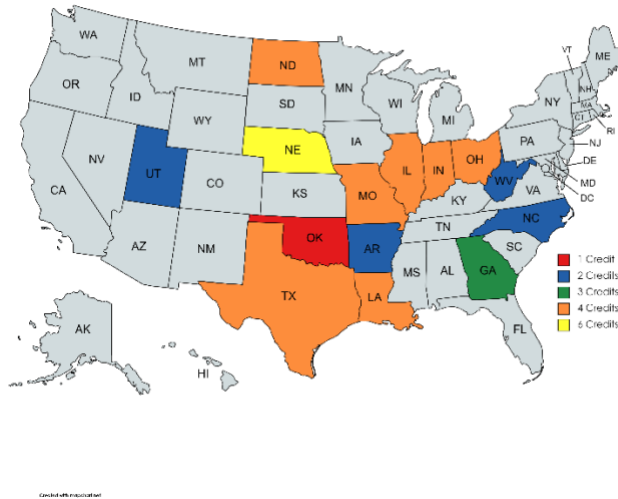 WA
MT
ND
MN
VT
ME
OR
ID
SD
WI
MI
NY
NH
MA
CT
RI
WY
IA
PA
NJ
NV
NE
IL
IN
OH
DE
UT
CO
WV
MD
CA
KS
MO
KY
VA
DC
AZ
NM
OK
AR
TN
NC
SC
MS
AL
GA
TX
LA
FL
AK
HI
1 Credit
2 Credits
3 Credits
4 Credits
6 Credits